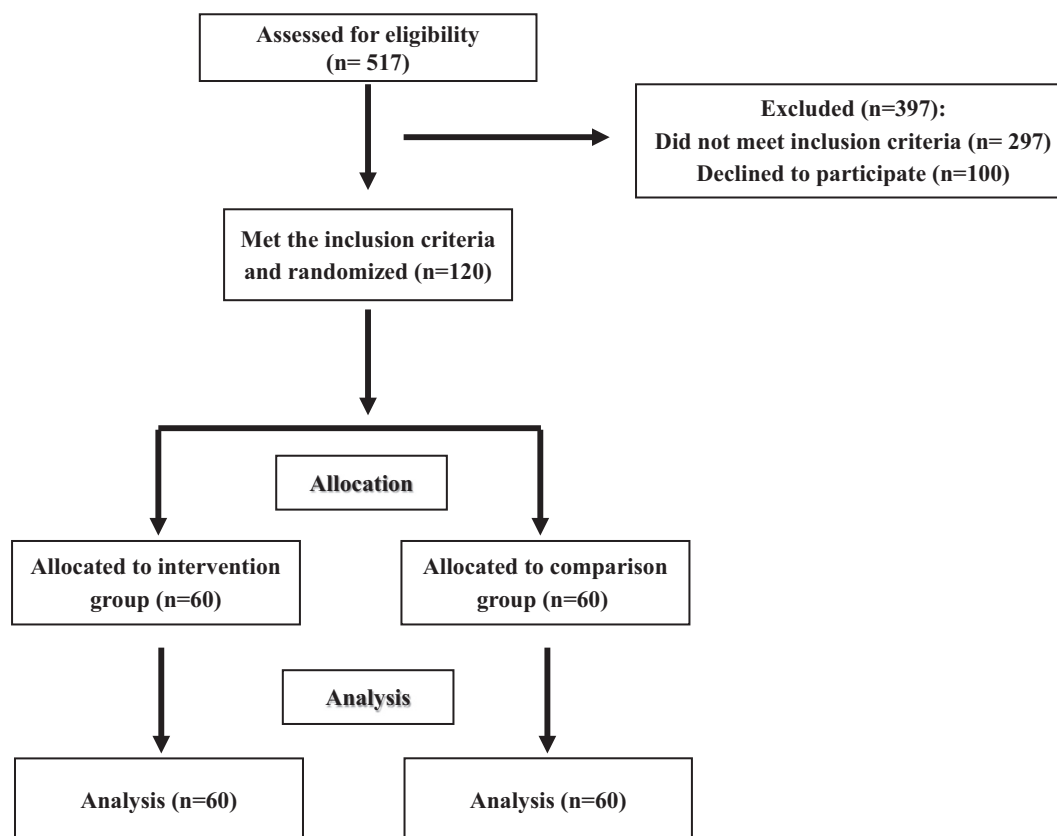 Assessed for eligibility
(n= 517)
Excluded (n=397):
Did not meet inclusion criteria (n= 297)
Declined to participate (n=100)
Met the inclusion criteria
and randomized (n=120)
Allocation
Allocated to intervention
group (n=60)
Allocated to comparison
group (n=60)
Analysis
Analysis (n=60)
Analysis (n=60)